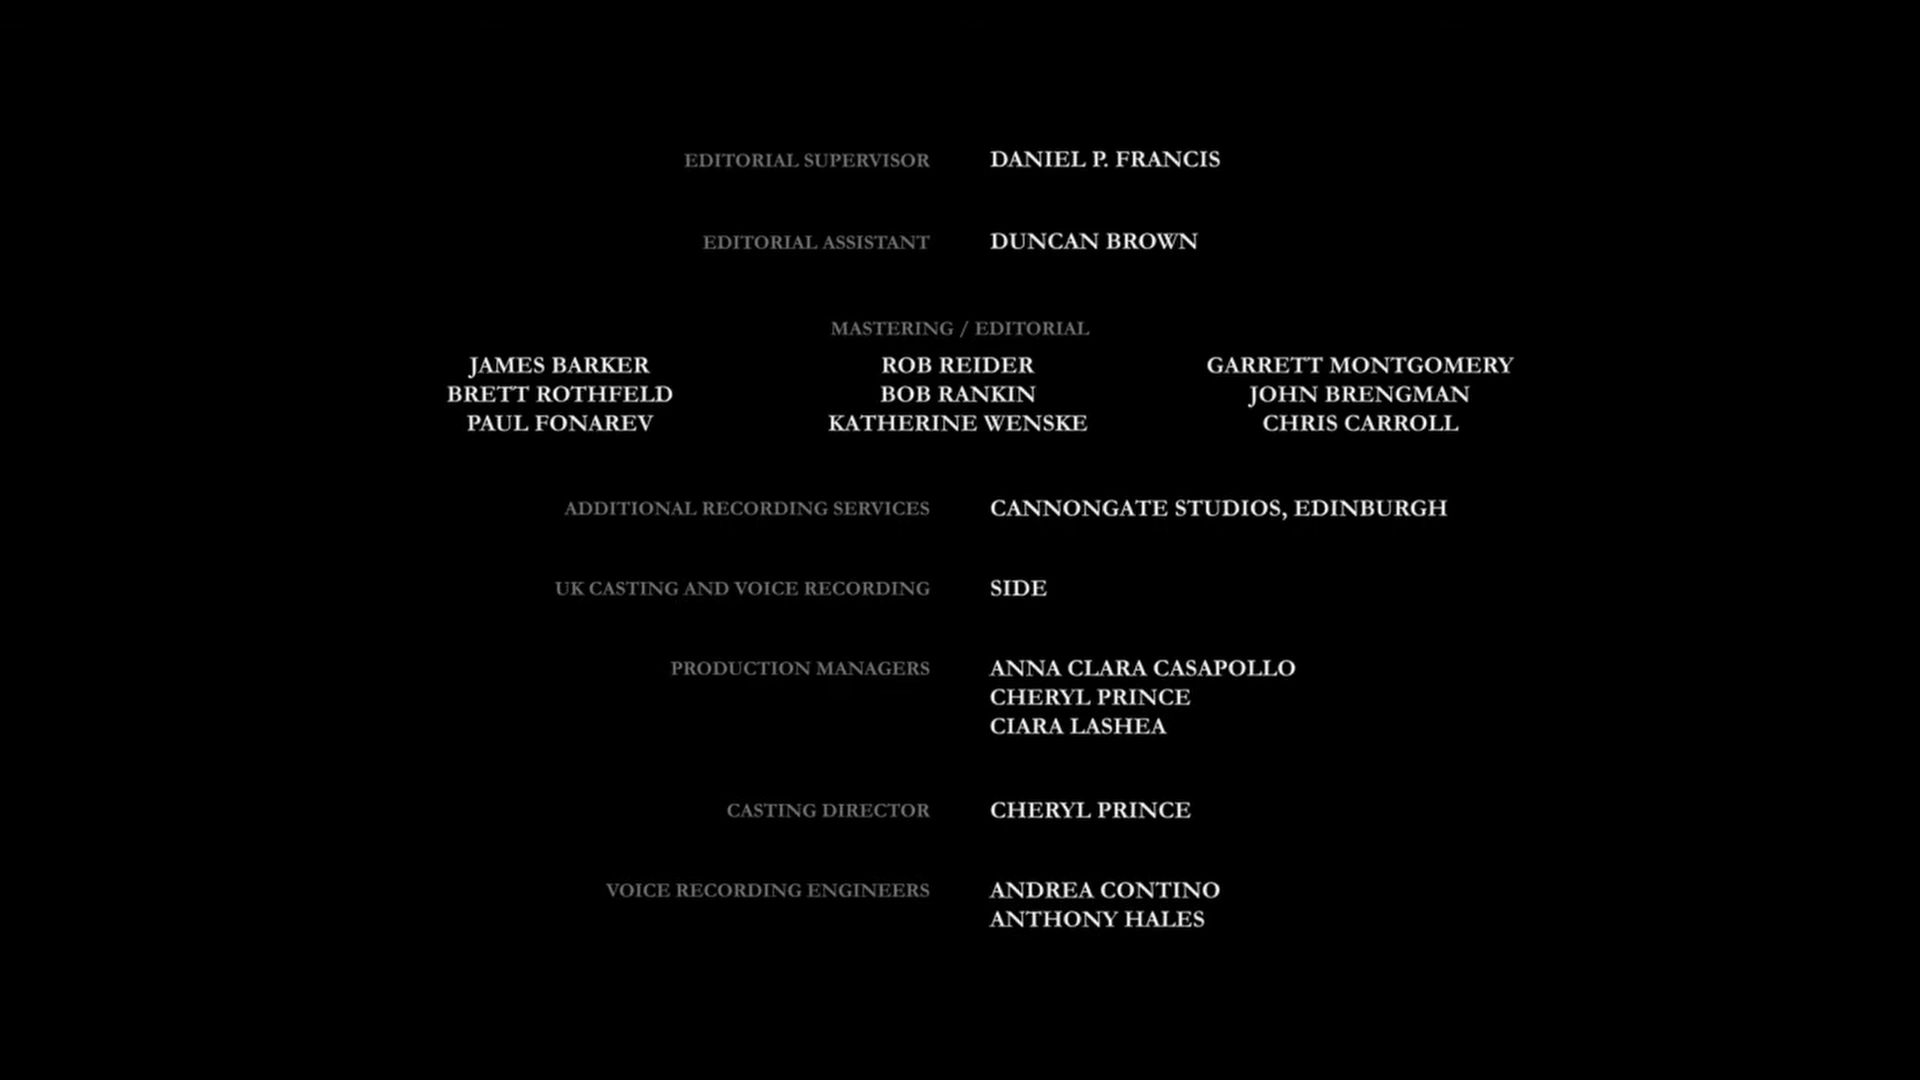 EDITORIAL SUPERVISOR DANIEL P. FRANCIS
EDITORIAL ASSISTANT DUNCAN BROWN
MASTERING / EDITORIAL
JAMES BARKER ROB REIDER GARRETT MONTGOMERY
BRETT ROTHFELD BOB RANKIN JOHN BRENGMAN
PAUL FONAREV KATHERINE WENSKE CHRIS CARROLL
ADDITIONAL RECORDING SERVICES CANNONGATE STUDIOS, EDINBURGH
UK CASTING AND VOICE RECORDING SIDE
PRODUCTION MANAGERS ANNA CLARA CASAPOLLO
CHERYL PRINCE
CIARA LASHEA
CASTING DIRECTOR CHERYL PRINCE
VOICE RECORDING ENGINEERS ANDREA CONTINO
ANTHONY HALES